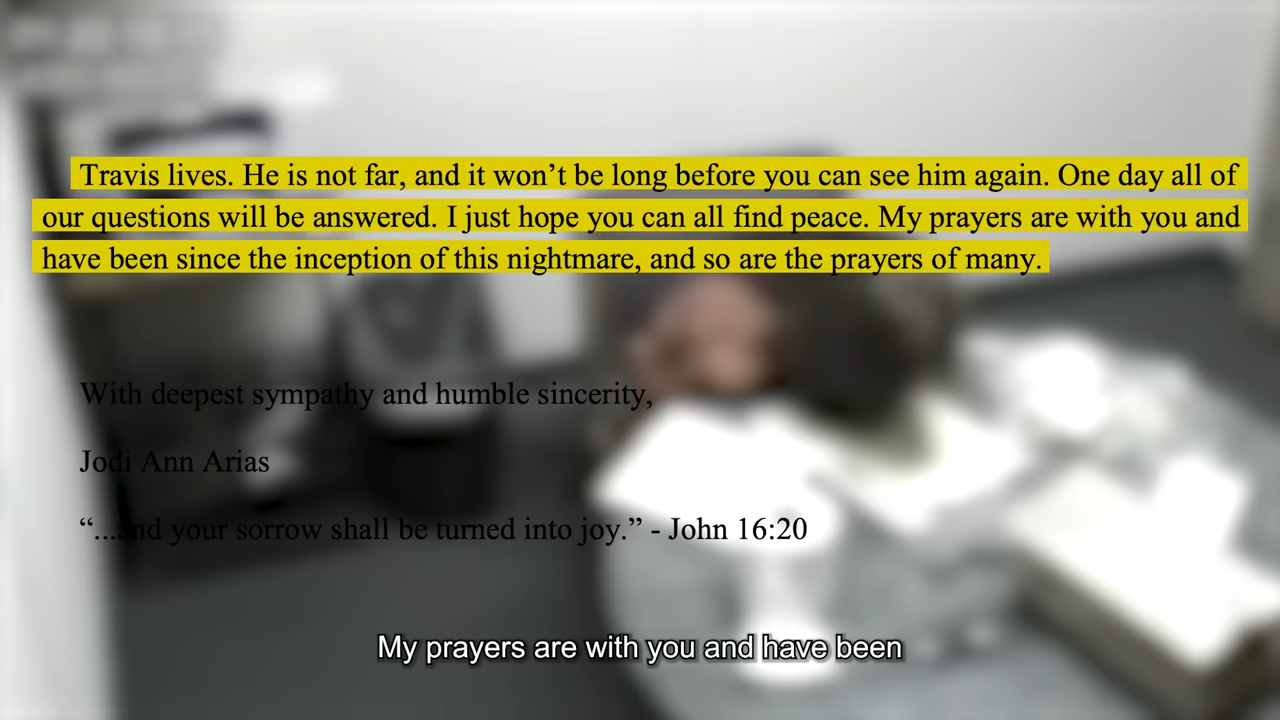 Travis lives. He is not far, and it won’t be long before you can see him again. One day all of
our questions will be answered. I just hope you can all find peace. My prayers are with you and
have been since the inception of this nightmare, and so are the prayers of many.
With deepest sympathy and humble sincerity,
Jodi Ann Arias
“...and your sorrow shall be turned into joy.” - John 16:20
My prayers are with you and have been